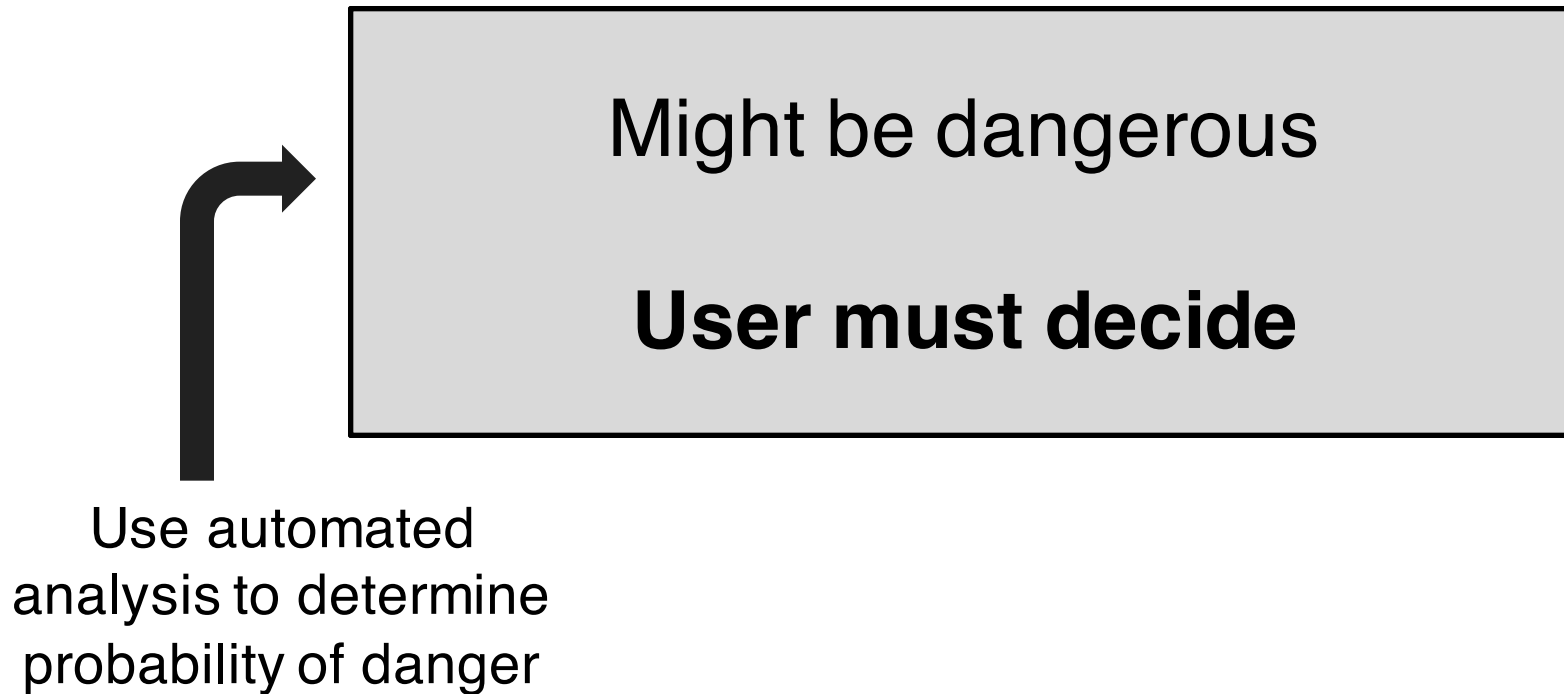 Might be dangerous
User must decide
Use automated
analysis to determine
probability of danger